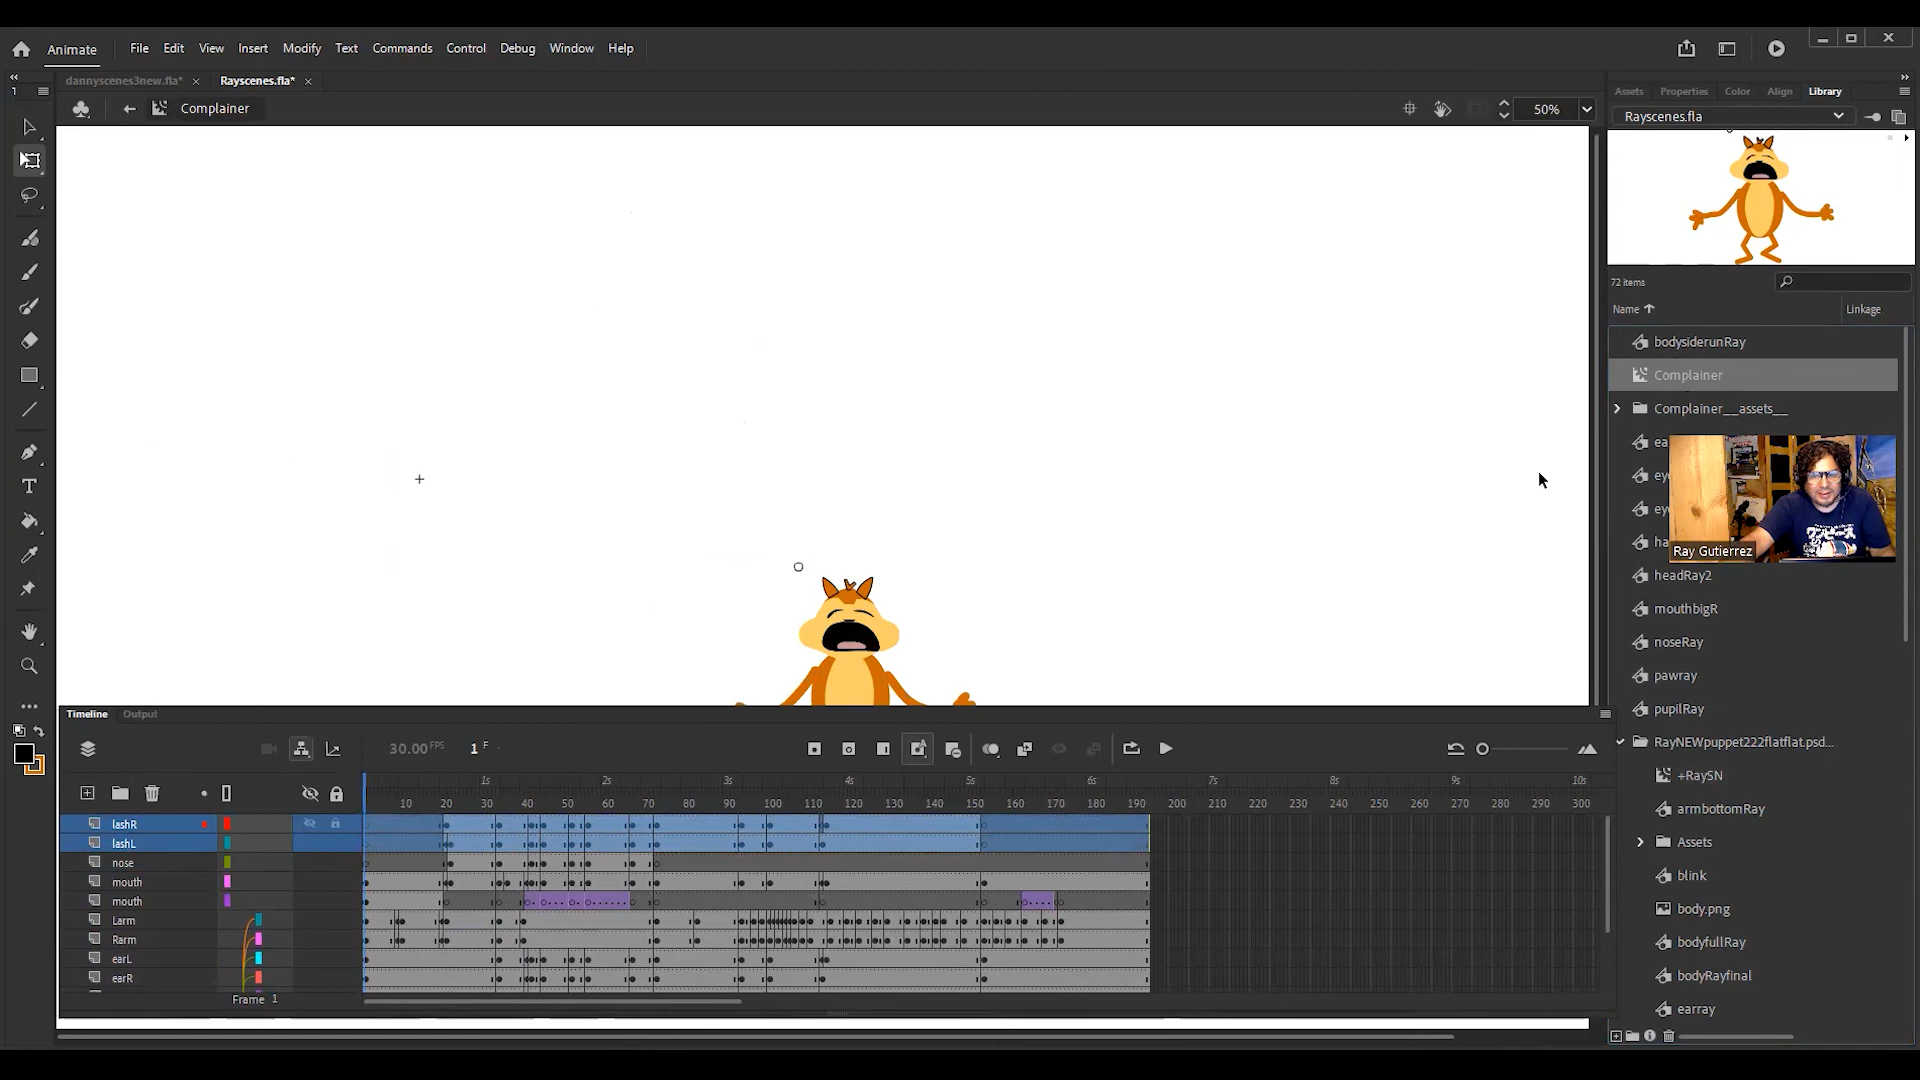 Animate File Edit View Insert Modify Text Commands Control Debug Window Help
dannyscenes3new.fla* × Rayscenes.fla* ×
1
Complainer 50%
Assets Properties Color Align Library
Rayscenes.fla
72 items
Name Linkage
bodysiderunRay
Complainer
Complainer__assets__
ea
ey
ey
ha
Ray Gutierrez
headRay2
mouthbigR
noseRay
pawray
pupilRay
RayNEWpuppet222flatflat.psd...
+RaySN
armbottomRay
Assets
blink
body.png
bodyfullRay
bodyRayfinal
earray
Timeline Output
30.00 FPS 1 F
1s 2s 3s 4s 5s 6s 7s 8s 9s 10s
10 20 30 40 50 60 70 80 90 100 110 120 130 140 150 160 170 180 190 200 210 220 230 240 250 260 270 280 290 300
lashR
lashL
nose
mouth
mouth
Larm
Rarm
earL
earR
Frame 1